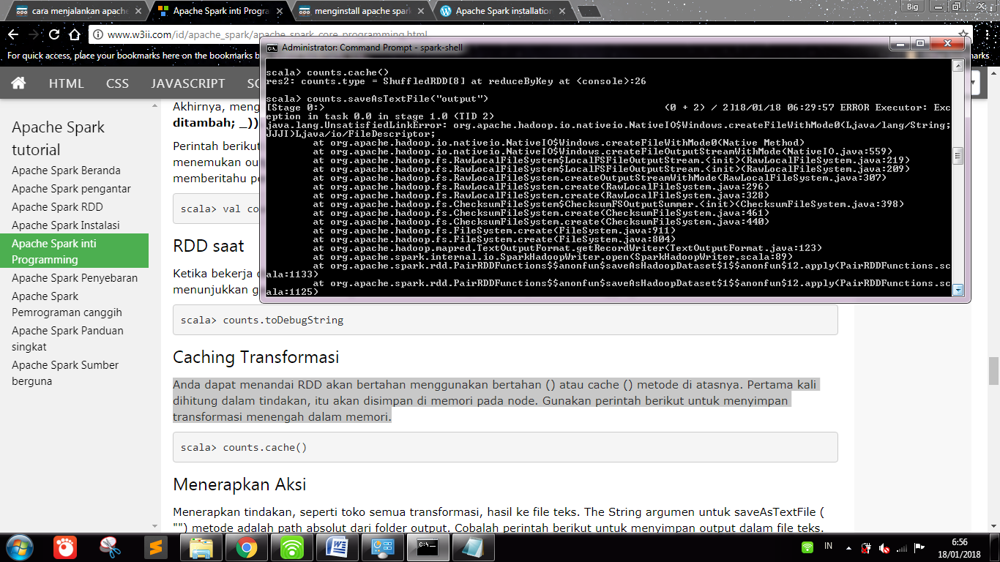 cara menjalankan apache
Apache Spark inti Progra
menginstall apache spar
Apache Spark installation
Big
www.w3ii.com/id/apache_spark/apache_spark_core_programming.html
For quick access, place your bookmarks here on the bookmarks b
marks
HTML
CSS
JAVASCRIPT
Administrator: Command Prompt - spark-shell
scala> counts.cache()
res2: counts.type = ShuffledRDD[8] at reduceByKey at <console>:26
scala> counts.saveAsTextFile("output")
[Stage 0:> (0 + 2) / 2]18/01/18 06:29:57 ERROR Executor: Exc
eption in task 0.0 in stage 1.0 (TID 2)
java.lang.UnsatisfiedLinkError: org.apache.hadoop.io.nativeio.NativeIO$Windows.createFileWithMode0(Ljava/lang/String;
JJJI)Ljava/io/FileDescriptor;
at org.apache.hadoop.io.nativeio.NativeIO$Windows.createFileWithMode0(Native Method)
at org.apache.hadoop.io.nativeio.NativeIO$Windows.createFileOutputStreamWithMode(NativeIO.java:559)
at org.apache.hadoop.fs.RawLocalFileSystem$LocalFSFileOutputStream.<init>(RawLocalFileSystem.java:219)
at org.apache.hadoop.fs.RawLocalFileSystem$LocalFSFileOutputStream.<init>(RawLocalFileSystem.java:209)
at org.apache.hadoop.fs.RawLocalFileSystem.createOutputStreamWithMode(RawLocalFileSystem.java:307)
at org.apache.hadoop.fs.RawLocalFileSystem.create(RawLocalFileSystem.java:296)
at org.apache.hadoop.fs.RawLocalFileSystem.create(RawLocalFileSystem.java:328)
at org.apache.hadoop.fs.ChecksumFileSystem$ChecksumFSOutputSummer.<init>(ChecksumFileSystem.java:398)
at org.apache.hadoop.fs.ChecksumFileSystem.create(ChecksumFileSystem.java:461)
at org.apache.hadoop.fs.ChecksumFileSystem.create(ChecksumFileSystem.java:440)
at org.apache.hadoop.fs.FileSystem.create(FileSystem.java:911)
at org.apache.hadoop.fs.FileSystem.create(FileSystem.java:804)
at org.apache.hadoop.mapred.TextOutputFormat.getRecordWriter(TextOutputFormat.java:123)
at org.apache.spark.internal.io.SparkHadoopWriter.open(SparkHadoopWriter.scala:89)
at org.apache.spark.rdd.PairRDDFunctions$$anonfun$saveAsHadoopDataset$1$$anonfun$12.apply(PairRDDFunctions.sc
ala:1133)
at org.apache.spark.rdd.PairRDDFunctions$$anonfun$saveAsHadoopDataset$1$$anonfun$12.apply(PairRDDFunctions.sc
ala:1125)
Apache Spark
tutorial
Apache Spark Beranda
Apache Spark pengantar
Apache Spark RDD
Apache Spark Instalasi
Apache Spark inti
Programming
Apache Spark Penyebaran
Apache Spark
Pemrograman canggih
Apache Spark Panduan
singkat
Apache Spark Sumber
berguna
Akhirnya, meng
ditambah; _))
Perintah berikut
menemukan ou
memberitahu pe
scala> val co
RDD saat
Ketika bekerja d
menunjukkan g
scala> counts.toDebugString
Caching Transformasi
Anda dapat menandai RDD akan bertahan menggunakan bertahan () atau cache () metode di atasnya. Pertama kali
dihitung dalam tindakan, itu akan disimpan di memori pada node. Gunakan perintah berikut untuk menyimpan
transformasi menengah dalam memori.
scala> counts.cache()
Menerapkan Aksi
Menerapkan tindakan, seperti toko semua transformasi, hasil ke file teks. The String argumen untuk saveAsTextFile (
"") metode adalah path absolut dari folder output. Cobalah perintah berikut untuk menyimpan output dalam file teks.
IN
6:56
18/01/2018